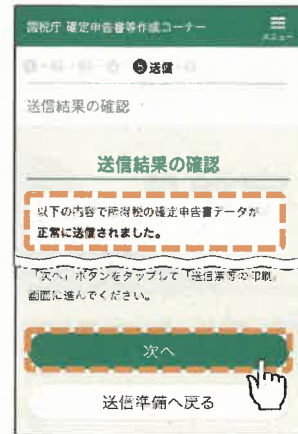 国税庁 確定申告書等作成コーナー
メニュー
❺送信
送信結果の確認
送信結果の確認
以下の内容で所得税の確定申告書データが
正常に送信されました。
「次へ」ボタンをタップして「送信票等の印刷」
画面に進んでください。
次へ
送信準備へ戻る